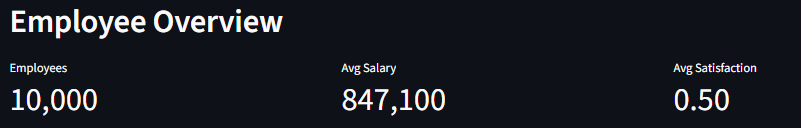 Employee Overview
Employees
Avg Salary
Avg Satisfaction
10,000
847,100
0.50